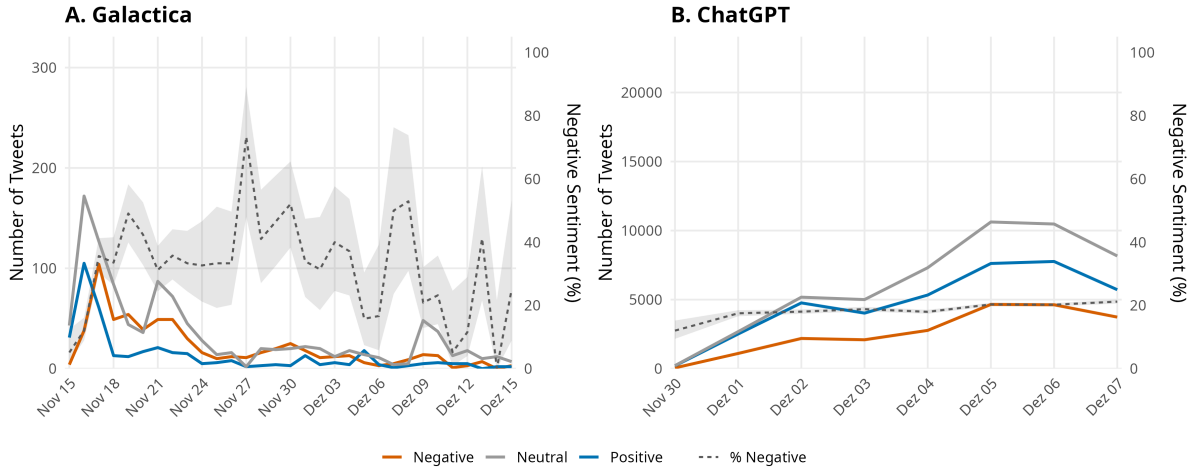 A. Galactica
B. ChatGPT
Number of Tweets
300
200
100
0
100
80
60
40
20
0
Negative Sentiment (%)
Nov 15
Nov 18
Nov 21
Nov 24
Nov 27
Nov 30
Dez 03
Dez 06
Dez 09
Dez 12
Dez 15
Number of Tweets
20000
15000
10000
5000
0
100
80
60
40
20
0
Negative Sentiment (%)
Nov 30
Dez 01
Dez 02
Dez 03
Dez 04
Dez 05
Dez 06
Dez 07
Negative Neutral Positive % Negative